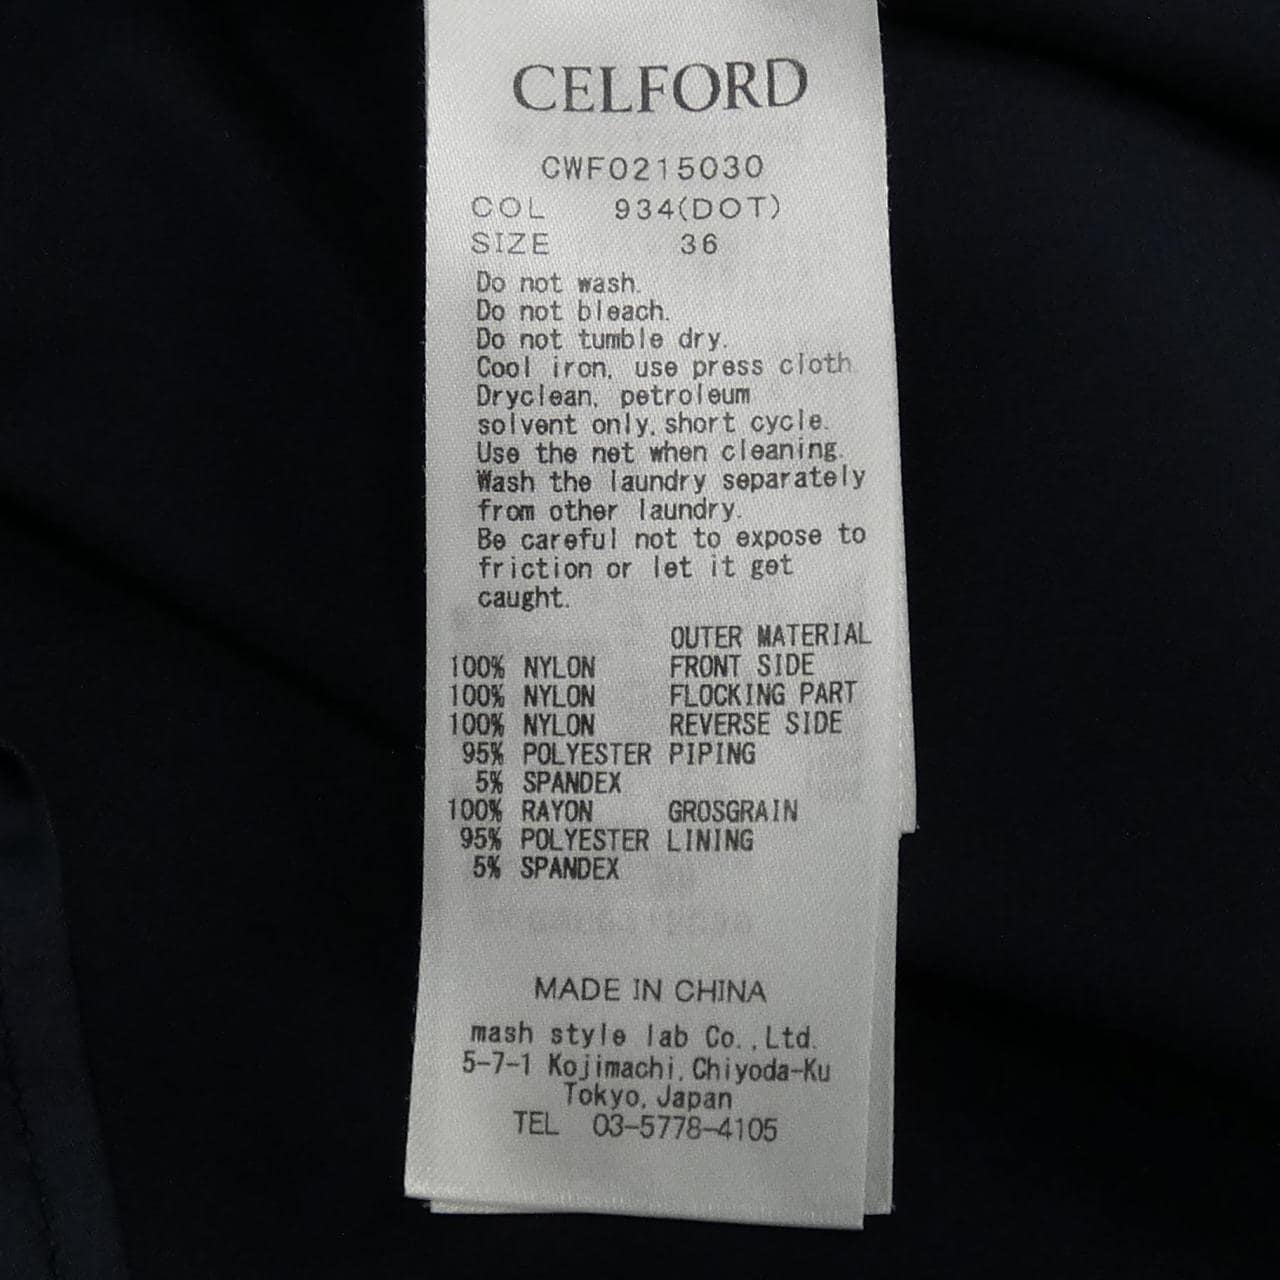 CELFORD
CWF0215030
COL 934(DOT)
SIZE 36
Do not wash.
Do not bleach.
Do not tumble dry.
Cool iron, use press cloth.
Dryclean, petroleum
solvent only, short cycle.
Use the net when cleaning.
Wash the laundry separately
from other laundry.
Be careful not to expose to
friction or let it get
caught.
OUTER MATERIAL
100% NYLON FRONT SIDE
100% NYLON FLOCKING PART
100% NYLON REVERSE SIDE
95% POLYESTER PIPING
5% SPANDEX
100% RAYON GROSGRAIN
95% POLYESTER LINING
5% SPANDEX
MADE IN CHINA
mash style lab Co.,Ltd.
5-7-1 Kojimachi, Chiyoda-Ku
Tokyo, Japan
TEL 03-5778-4105